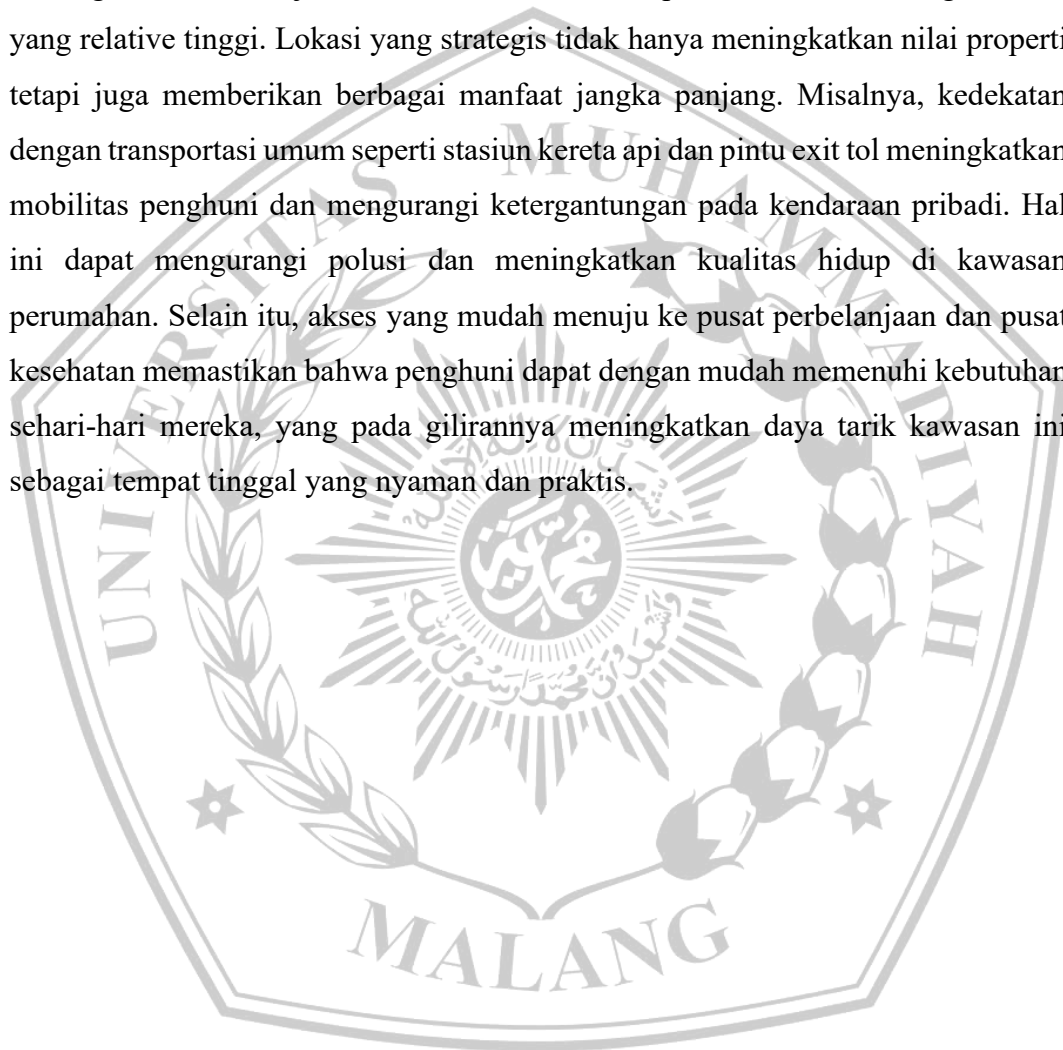 yang relative tinggi. Lokasi yang strategis tidak hanya meningkatkan nilai properti
tetapi juga memberikan berbagai manfaat jangka panjang. Misalnya, kedekatan
dengan transportasi umum seperti stasiun kereta api dan pintu exit tol meningkatkan
mobilitas penghuni dan mengurangi ketergantungan pada kendaraan pribadi. Hal
ini dapat mengurangi polusi dan meningkatkan kualitas hidup di kawasan
perumahan. Selain itu, akses yang mudah menuju ke pusat perbelanjaan dan pusat
kesehatan memastikan bahwa penghuni dapat dengan mudah memenuhi kebutuhan
sehari-hari mereka, yang pada gilirannya meningkatkan daya tarik kawasan ini
sebagai tempat tinggal yang nyaman dan praktis.
UNIVERSITAS MUHAMMADIYAH
MALANG